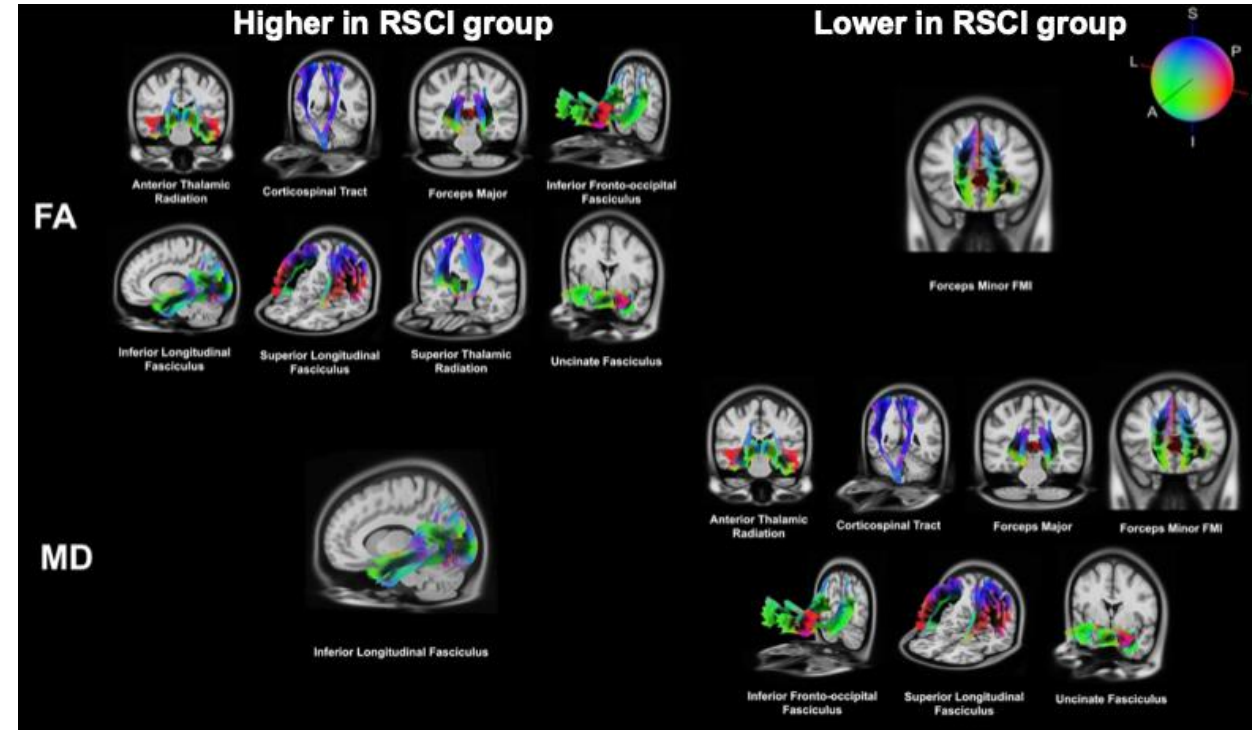 Higher in RSCI group
Lower in RSCI group
S
L
P
A
I
FA
Anterior Thalamic
Radiation
Corticospinal Tract
Forceps Major
Inferior Fronto-occipital
Fasciculus
Forceps Minor FMI
Inferior Longitudinal
Fasciculus
Superior Longitudinal
Fasciculus
Superior Thalamic
Radiation
Uncinate Fasciculus
MD
Inferior Longitudinal Fasciculus
Anterior Thalamic
Radiation
Corticospinal Tract
Forceps Major
Forceps Minor FMI
Inferior Fronto-occipital
Fasciculus
Superior Longitudinal
Fasciculus
Uncinate Fasciculus